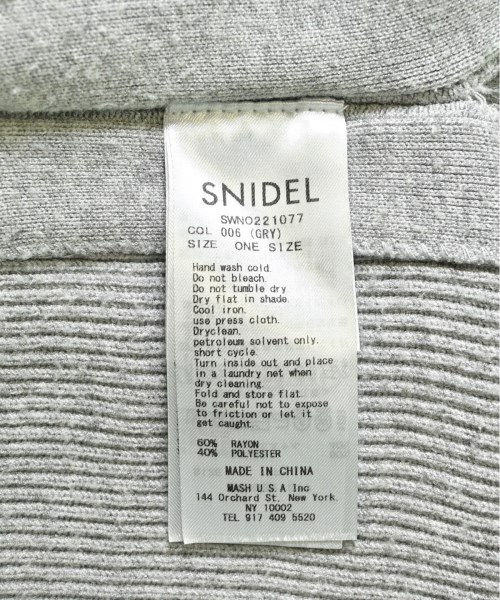 SNIDEL
SWNO221077
COL 006 (GRY)
SIZE ONE SIZE
Hand wash cold.
Do not bleach.
Do not tumble dry.
Dry flat in shade.
Cool iron.
use press cloth.
Dryclean.
petroleum solvent only.
short cycle.
Turn inside out and place
in a laundry net when
dry cleaning.
Fold and store flat.
Be careful not to expose
to friction or let it
get caught.
60% RAYON
40% POLYESTER
MADE IN CHINA
MASH U.S.A Inc.
144 Orchard St. New York.
NY 10002
TEL 917 409 5520